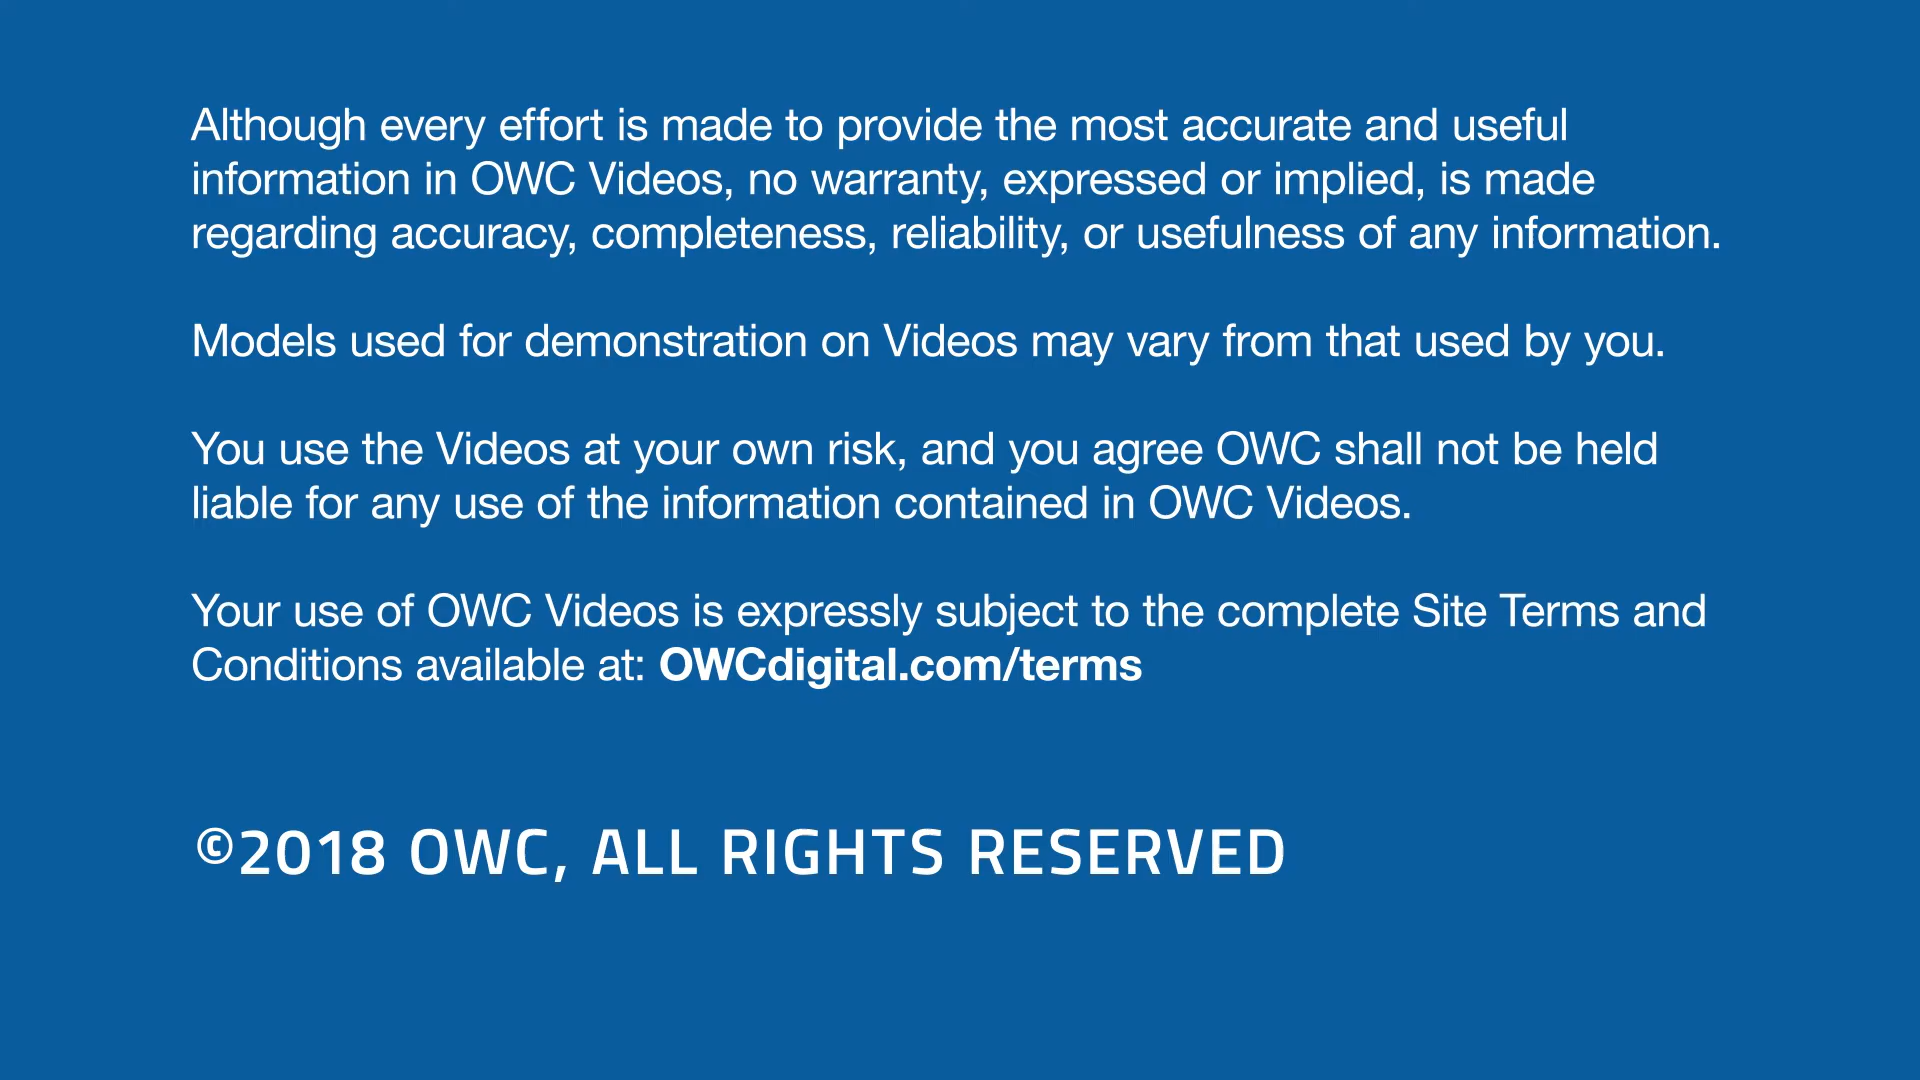 Although every effort is made to provide the most accurate and useful
information in OWC Videos, no warranty, expressed or implied, is made
regarding accuracy, completeness, reliability, or usefulness of any information.
Models used for demonstration on Videos may vary from that used by you.
You use the Videos at your own risk, and you agree OWC shall not be held
liable for any use of the information contained in OWC Videos.
Your use of OWC Videos is expressly subject to the complete Site Terms and
Conditions available at: OWCdigital.com/terms
©2018 OWC, ALL RIGHTS RESERVED